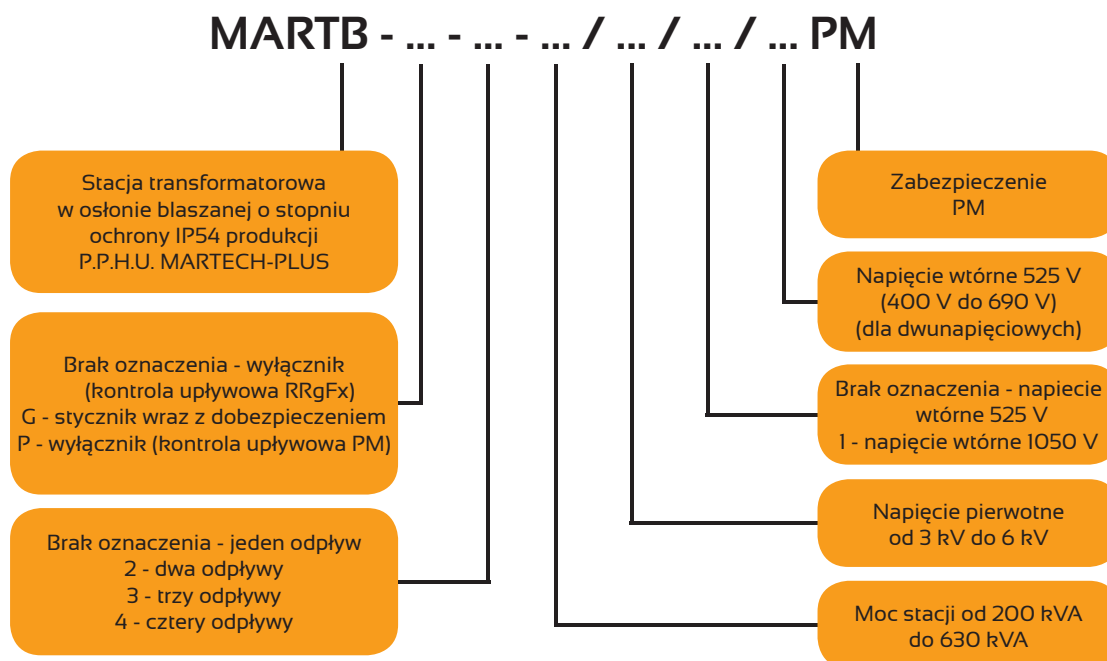 MARTB - ... - ... - ... / ... / ... / ... PM
Stacja transformatorowa
w osłonie blaszanej o stopniu
ochrony IP54 produkcji
P.P.H.U. MARTECH-PLUS
Brak oznaczenia - wyłącznik
(kontrola upływowa RRgFx)
G - stycznik wraz z dobezpieczeniem
P - wyłącznik (kontrola upływowa PM)
Brak oznaczenia - jeden odpływ
2 - dwa odpływy
3 - trzy odpływy
4 - cztery odpływy
Zabezpieczenie
PM
Napięcie wtórne 525 V
(400 V do 690 V)
(dla dwunapięciowych)
Brak oznaczenia - napiecie
wtórne 525 V
1 - napięcie wtórne 1050 V
Napięcie pierwotne
od 3 kV do 6 kV
Moc stacji od 200 kVA
do 630 kVA